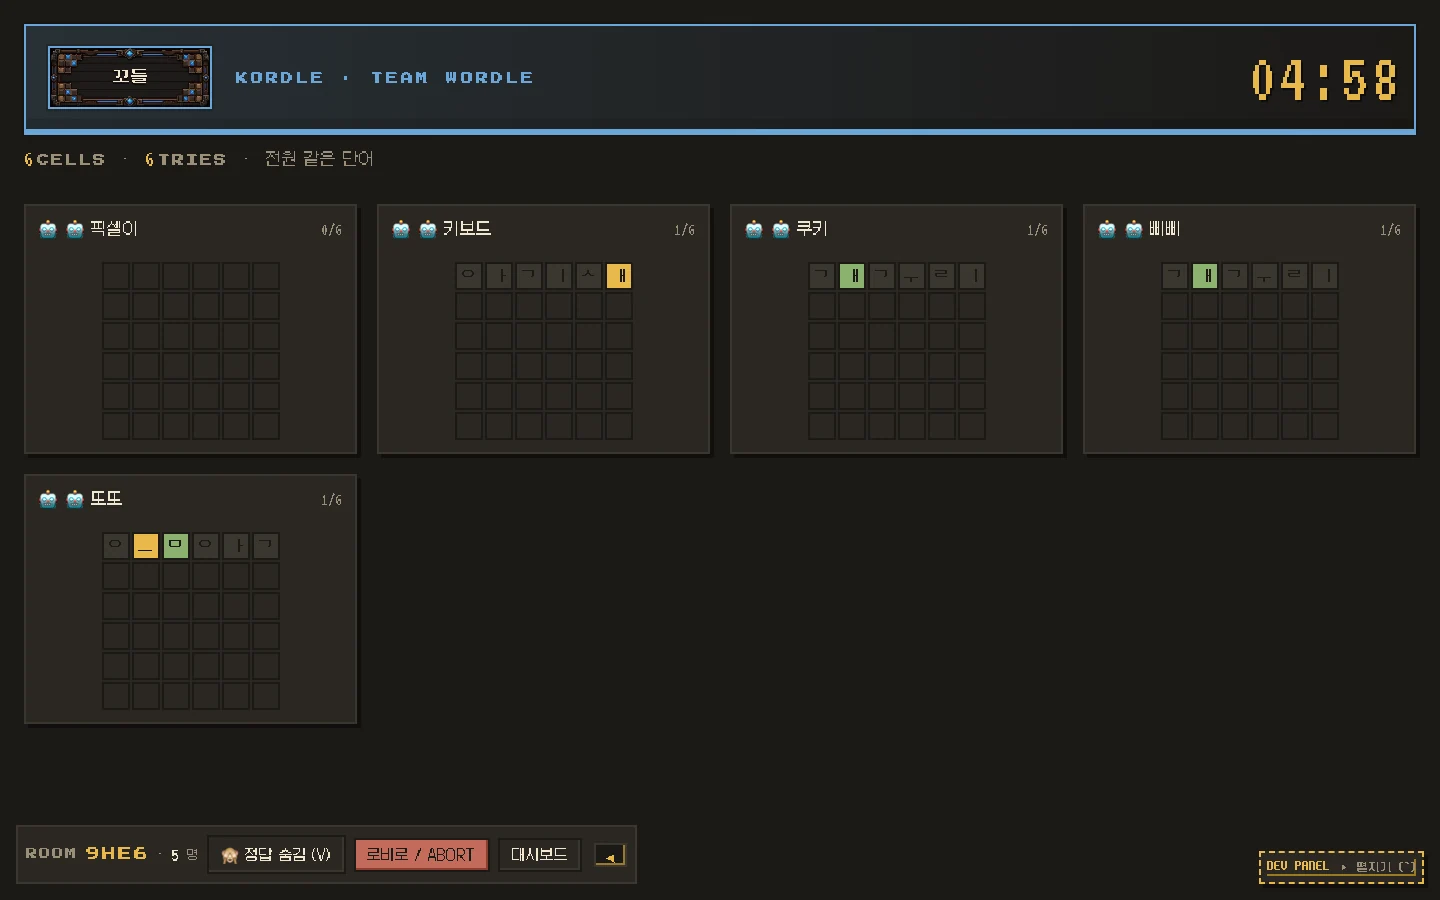 꼬들 KORDLE · TEAM WORDLE 04:58
6 CELLS · 6 TRIES · 전원 같은 단어
픽셀이 0/6
키보드 1/6
ㅇ ㅏ ㄱ ㅣ ㅅ ㅐ
쿠키 1/6
ㄱ ㅐ ㄱ ㅜ ㄹ ㅣ
삐삐 1/6
ㄱ ㅐ ㄱ ㅜ ㄹ ㅣ
또또 1/6
ㅇ ㅡ ㅁ ㅇ ㅏ ㄱ
ROOM 9HE6 · 5 명 정답 숨김 (V) 로비로 / ABORT 대시보드 ◀
DEV PANEL ▸ 펼치기 (`)